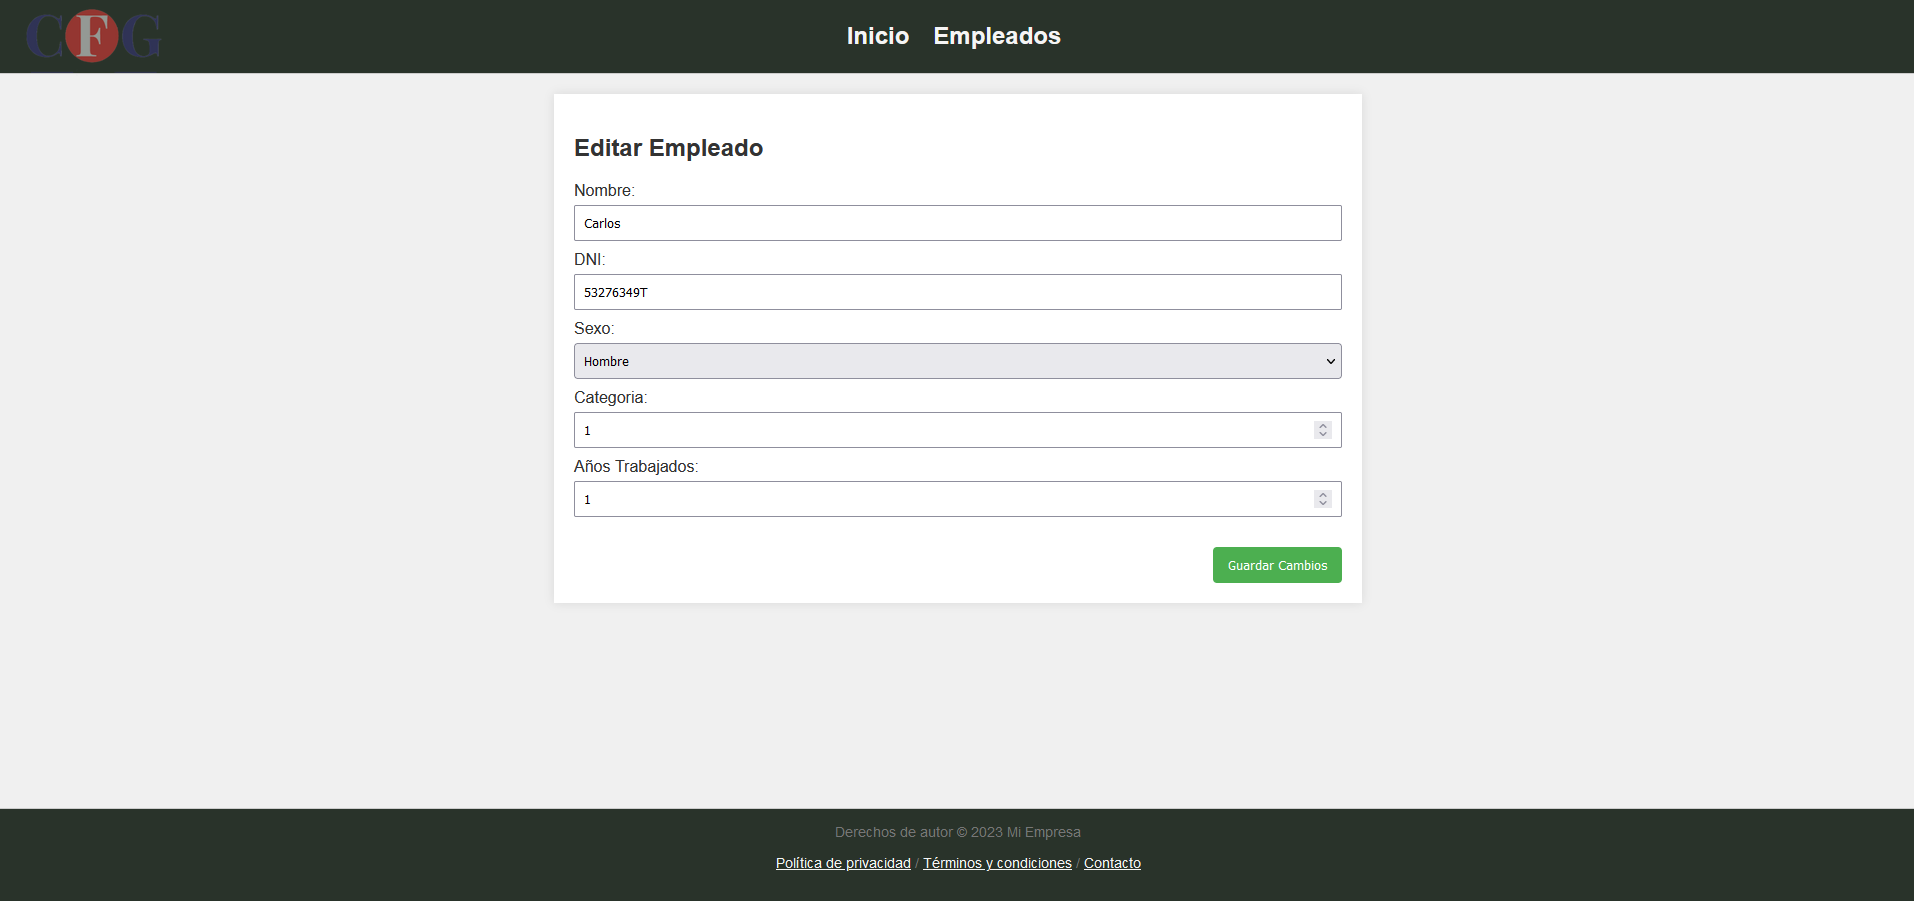 CFG
Inicio Empleados
Editar Empleado
Nombre:
Carlos
DNI:
53276349T
Sexo:
Hombre
Categoria:
1
Años Trabajados:
1
Guardar Cambios
Derechos de autor © 2023 Mi Empresa
Política de privacidad / Términos y condiciones / Contacto